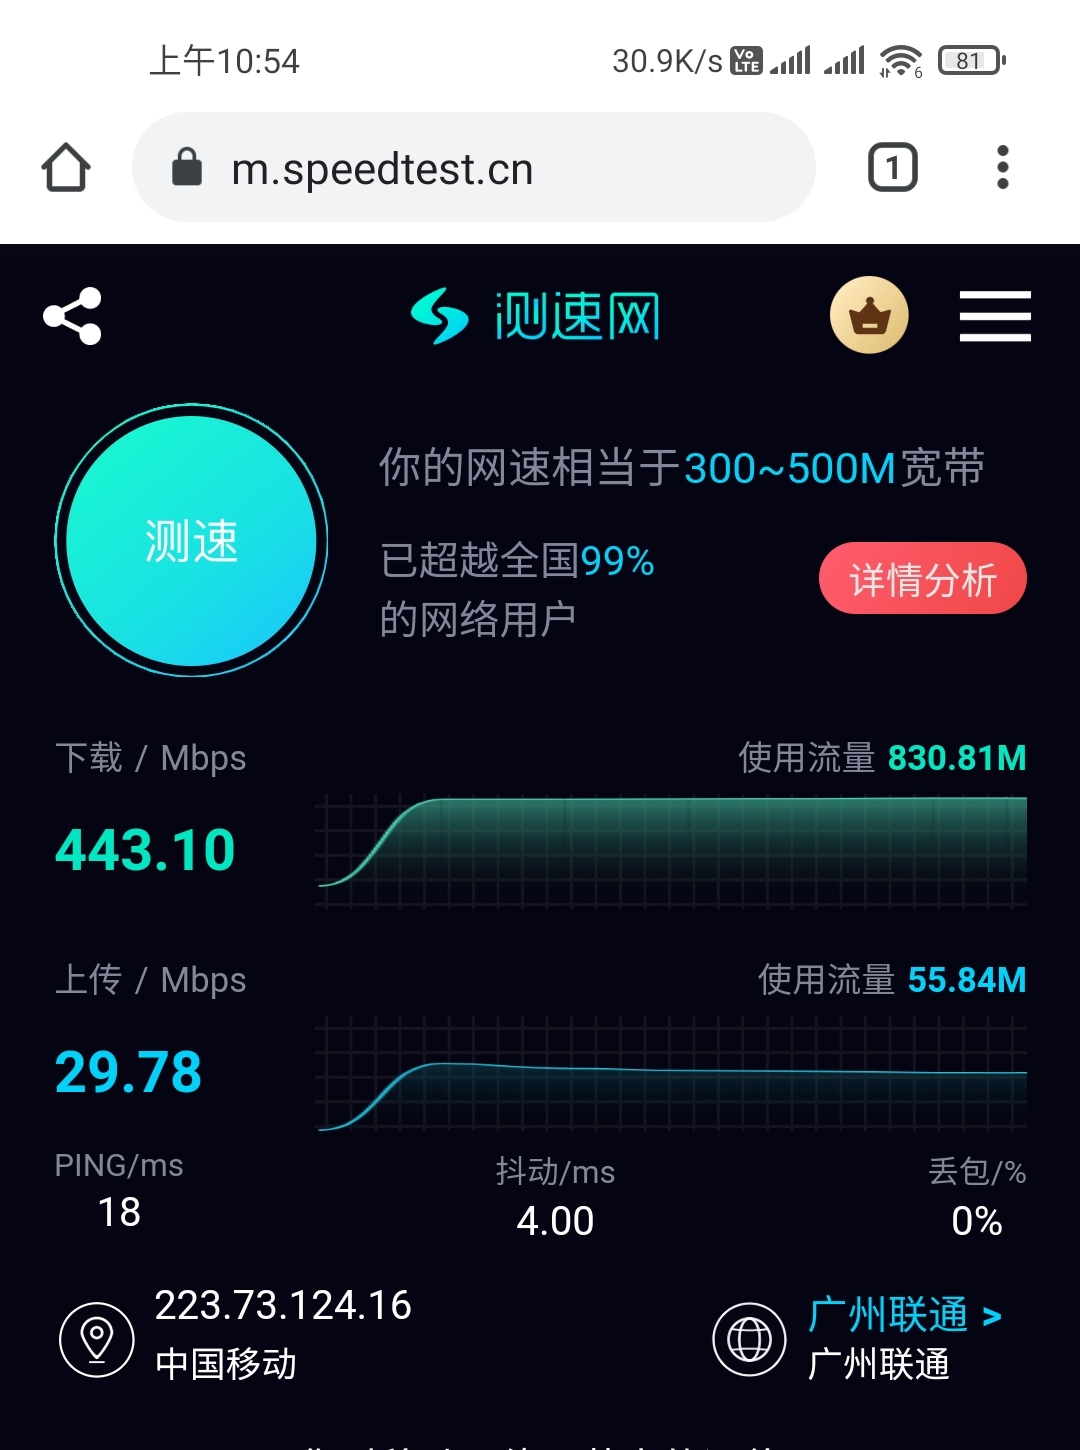 上午10:54
30.9K/s Vo LTE 6 81
m.speedtest.cn
1
测速网
测速
你的网速相当于300~500M宽带
已超越全国99%
的网络用户
详情分析
下载 / Mbps
使用流量 830.81M
443.10
上传 / Mbps
使用流量 55.84M
29.78
PING/ms
抖动/ms
丢包/%
18
4.00
0%
223.73.124.16
中国移动
广州联通 >
广州联通